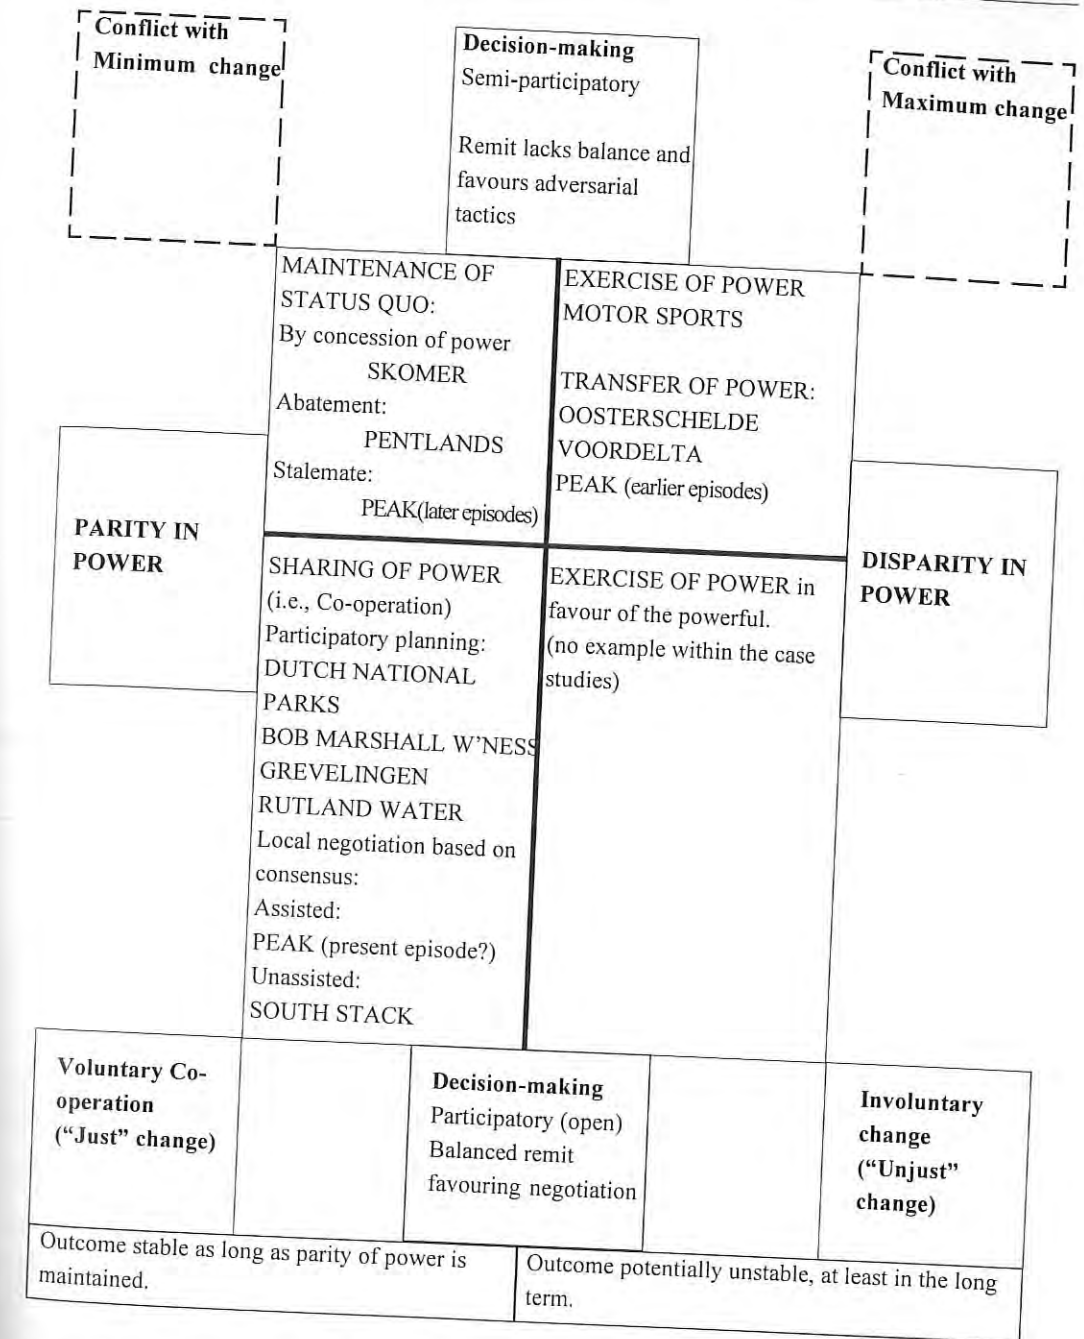 Conflict with
Minimum change
Decision-making
Semi-participatory
Remit lacks balance and
favours adversarial
tactics
Conflict with
Maximum change
MAINTENANCE OF
STATUS QUO:
By concession of power
SKOMER
Abatement:
PENTLANDS
Stalemate:
PEAK(later episodes)
EXERCISE OF POWER
MOTOR SPORTS
TRANSFER OF POWER:
OOSTERSCHELDE
VOORDELTA
PEAK (earlier episodes)
PARITY IN
POWER
DISPARITY IN
POWER
SHARING OF POWER
(i.e., Co-operation)
Participatory planning:
DUTCH NATIONAL
PARKS
BOB MARSHALL W'NESS
GREVELINGEN
RUTLAND WATER
Local negotiation based on
consensus:
Assisted:
PEAK (present episode?)
Unassisted:
SOUTH STACK
EXERCISE OF POWER in
favour of the powerful.
(no example within the case
studies)
Voluntary Co-
operation
("Just" change)
Decision-making
Participatory (open)
Balanced remit
favouring negotiation
Involuntary
change
("Unjust"
change)
Outcome stable as long as parity of power is
maintained.
Outcome potentially unstable, at least in the long
term.